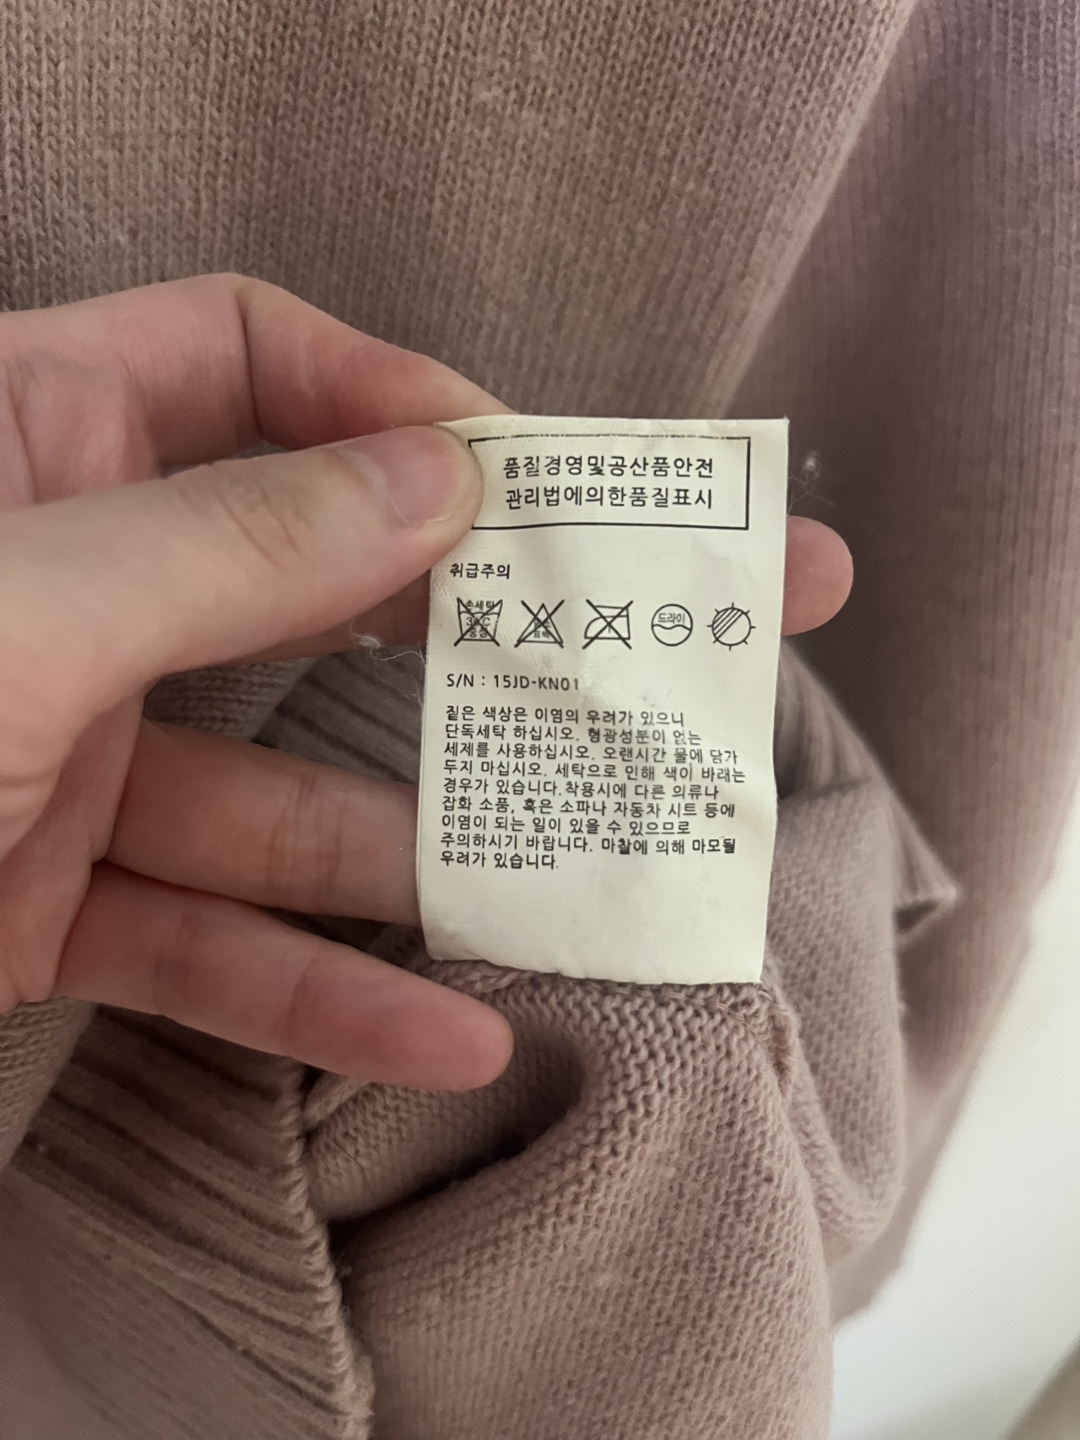 품질경영및공산품안전
관리법에의한품질표시
취급주의
손세탁
30°C
중성
드라이
S/N : 15JD-KN01
짙은 색상은 이염의 우려가 있으니
단독세탁 하십시오. 형광성분이 없는
세제를 사용하십시오. 오랜시간 물에 담가
두지 마십시오. 세탁으로 인해 색이 바래는
경우가 있습니다.착용시에 다른 의류나
잡화 소품, 혹은 소파나 자동차 시트 등에
이염이 되는 일이 있을 수 있으므로
주의하시기 바랍니다. 마찰에 의해 마모될
우려가 있습니다.